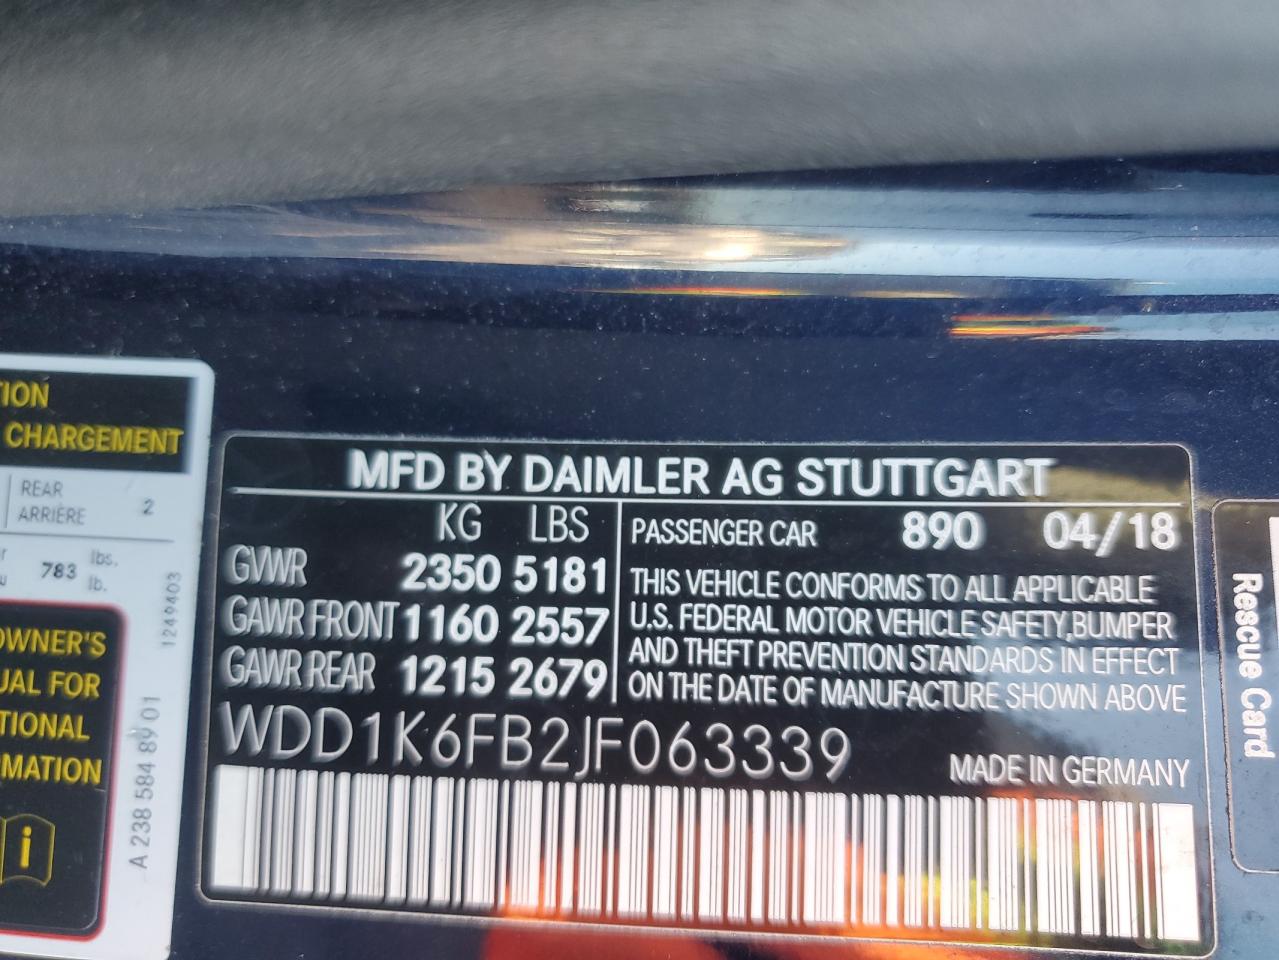 TION
CHARGEMENT
REAR
ARRIÈRE 2
783 lbs.
lb.
OWNER'S
UAL FOR
TIONAL
MATION
i
A 238 584 89 01
1249403
MFD BY DAIMLER AG STUTTGART
KG LBS
GVWR 2350 5181
GAWR FRONT 1160 2557
GAWR REAR 1215 2679
PASSENGER CAR 890 04/18
THIS VEHICLE CONFORMS TO ALL APPLICABLE
U.S. FEDERAL MOTOR VEHICLE SAFETY,BUMPER
AND THEFT PREVENTION STANDARDS IN EFFECT
ON THE DATE OF MANUFACTURE SHOWN ABOVE
WDD1K6FB2JF063339
MADE IN GERMANY
Rescue Card